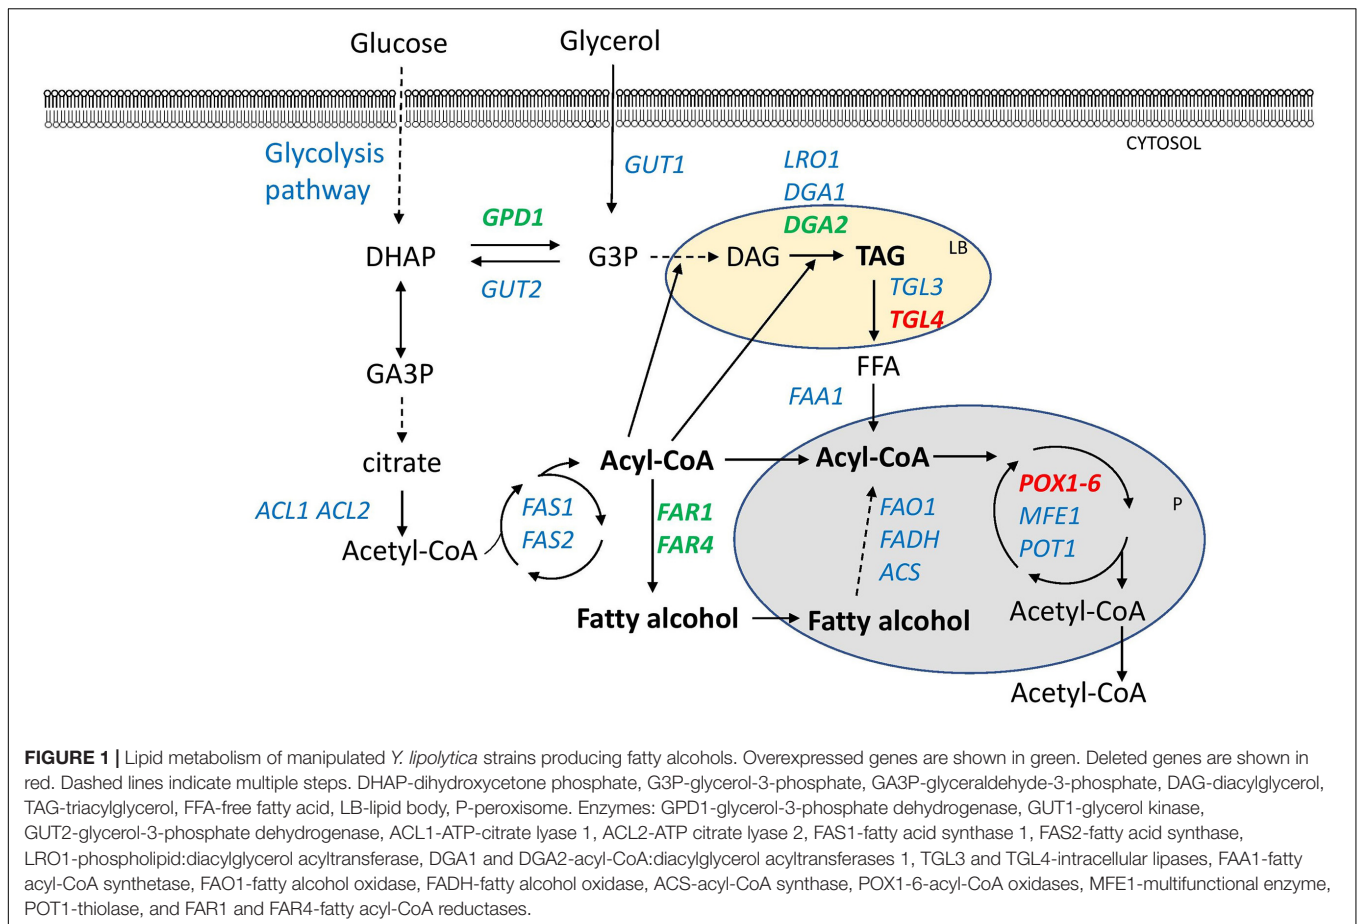 Glucose
Glycerol
CYTOSOL
Glycolysis
pathway
GUT1
LRO1
DGA1
DGA2
GPD1
DHAP
G3P
DAG
TAG
LB
GUT2
TGL3
TGL4
GA3P
FFA
FAA1
citrate
Acyl-CoA
Acyl-CoA
POX1-6
MFE1
POT1
P
ACL1 ACL2
FAS1
FAS2
FAR1
FAR4
FAO1
FADH
ACS
Acetyl-CoA
Fatty alcohol
Fatty alcohol
Acetyl-CoA
Acetyl-CoA
FIGURE 1 | Lipid metabolism of manipulated Y. lipolytica strains producing fatty alcohols. Overexpressed genes are shown in green. Deleted genes are shown in
red. Dashed lines indicate multiple steps. DHAP-dihydroxycetone phosphate, G3P-glycerol-3-phosphate, GA3P-glyceraldehyde-3-phosphate, DAG-diacylglycerol,
TAG-triacylglycerol, FFA-free fatty acid, LB-lipid body, P-peroxisome. Enzymes: GPD1-glycerol-3-phosphate dehydrogenase, GUT1-glycerol kinase,
GUT2-glycerol-3-phosphate dehydrogenase, ACL1-ATP-citrate lyase 1, ACL2-ATP citrate lyase 2, FAS1-fatty acid synthase 1, FAS2-fatty acid synthase,
LRO1-phospholipid:diacylglycerol acyltransferase, DGA1 and DGA2-acyl-CoA:diacylglycerol acyltransferases 1, TGL3 and TGL4-intracellular lipases, FAA1-fatty
acyl-CoA synthetase, FAO1-fatty alcohol oxidase, FADH-fatty alcohol oxidase, ACS-acyl-CoA synthase, POX1-6-acyl-CoA oxidases, MFE1-multifunctional enzyme,
POT1-thiolase, and FAR1 and FAR4-fatty acyl-CoA reductases.